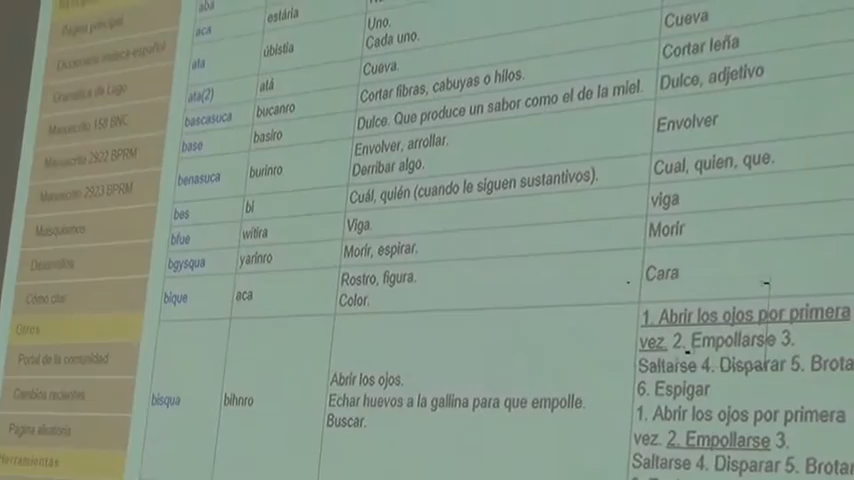 Página principal
Diccionario muisca-español
Gramática de Lugo
Manuscrito 158 BNC
Manuscrito 2922 BPRM
Manuscrito 2923 BPRM
Muisquismos
Desarrollos
Cómo citar
Otros
Portal de la comunidad
Cambios recientes
Página aleatoria
Herramientas
aba
aca estária Uno. Cueva
ata úbistia Cada uno. Cortar leña
ata(2) atá Cueva. Dulce, adjetivo
bascasuca bucanro Cortar fibras, cabuyas o hilos.
base basiro Dulce. Que produce un sabor como el de la miel. Envolver
benasuca burinro Envolver, arrollar.
Derribar algo. Cual, quien, que.
bes bi Cuál, quién (cuando le siguen sustantivos). viga
bfue witira Viga. Morir
bgysqua yarinro Morir, espirar.
bique aca Rostro, figura. Cara
Color.
bisqua bihnro Abrir los ojos.
Echar huevos a la gallina para que empolle.
Buscar.
1. Abrir los ojos por primera
vez. 2. Empollarse 3.
Saltarse 4. Disparar 5. Brota
6. Espigar
1. Abrir los ojos por primera
vez. 2. Empollarse 3.
Saltarse 4. Disparar 5. Brotar